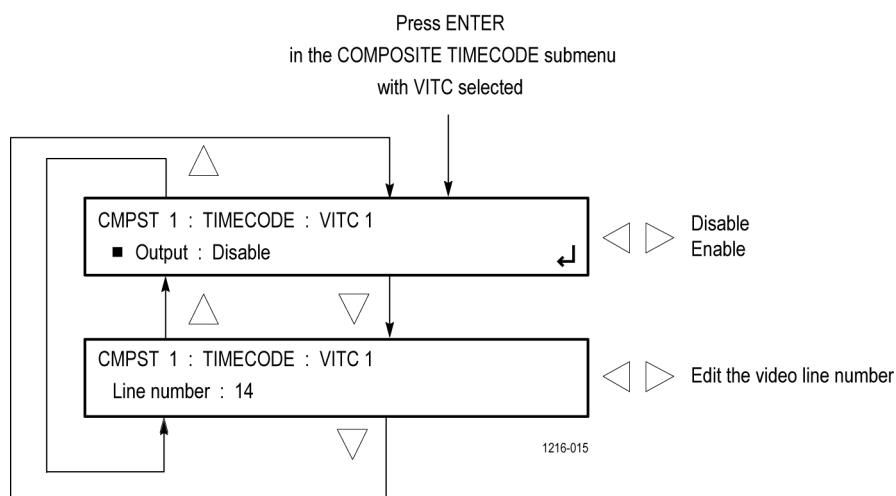 Press ENTER
in the COMPOSITE TIMECODE submenu
with VITC selected
CMPST 1 : TIMECODE : VITC 1
■ Output : Disable
Disable
Enable
CMPST 1 : TIMECODE : VITC 1
Line number : 14
Edit the video line number
1216-015